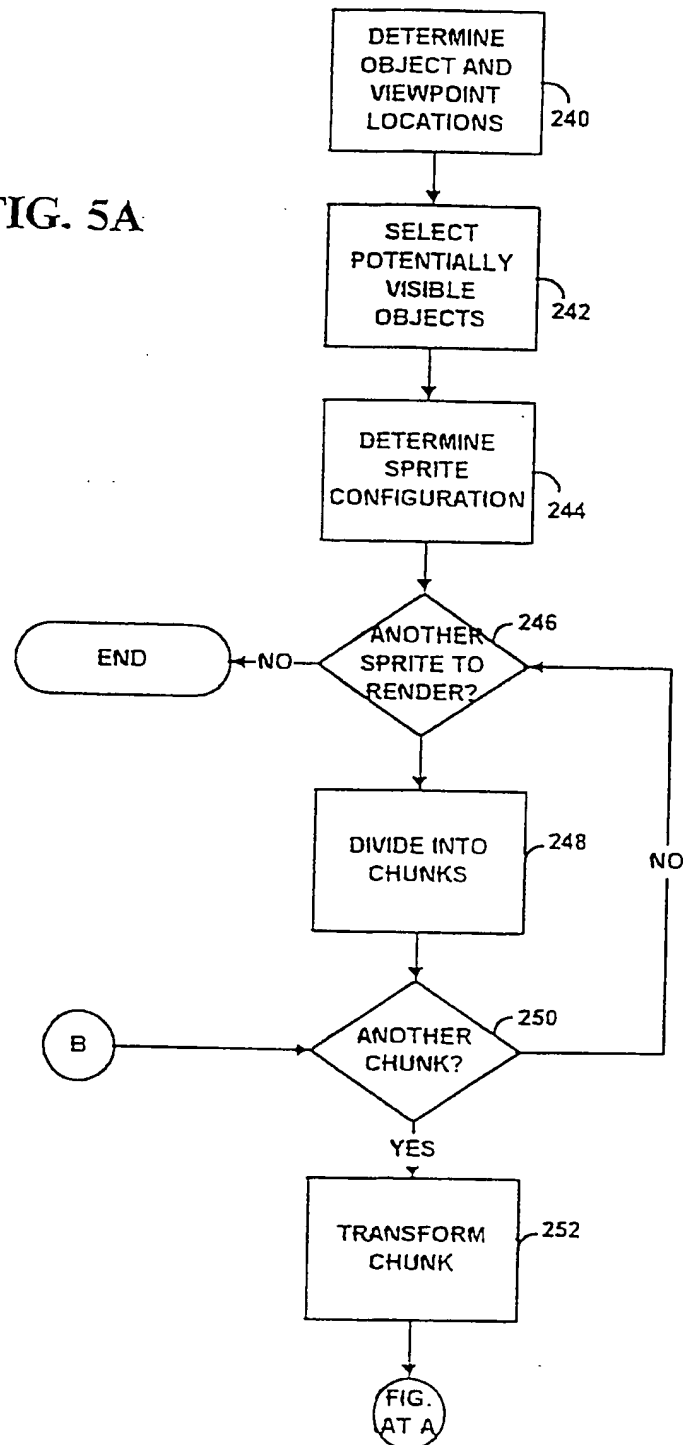 DETERMINE
OBJECT AND
VIEWPOINT
LOCATIONS
240
FIG. 5A
SELECT
POTENTIALLY
VISIBLE
OBJECTS
242
DETERMINE
SPRITE
CONFIGURATION
244
246
ANOTHER
SPRITE TO
RENDER?
NO
END
248
DIVIDE INTO
CHUNKS
NO
250
ANOTHER
CHUNK?
B
YES
252
TRANSFORM
CHUNK
FIG.
AT A